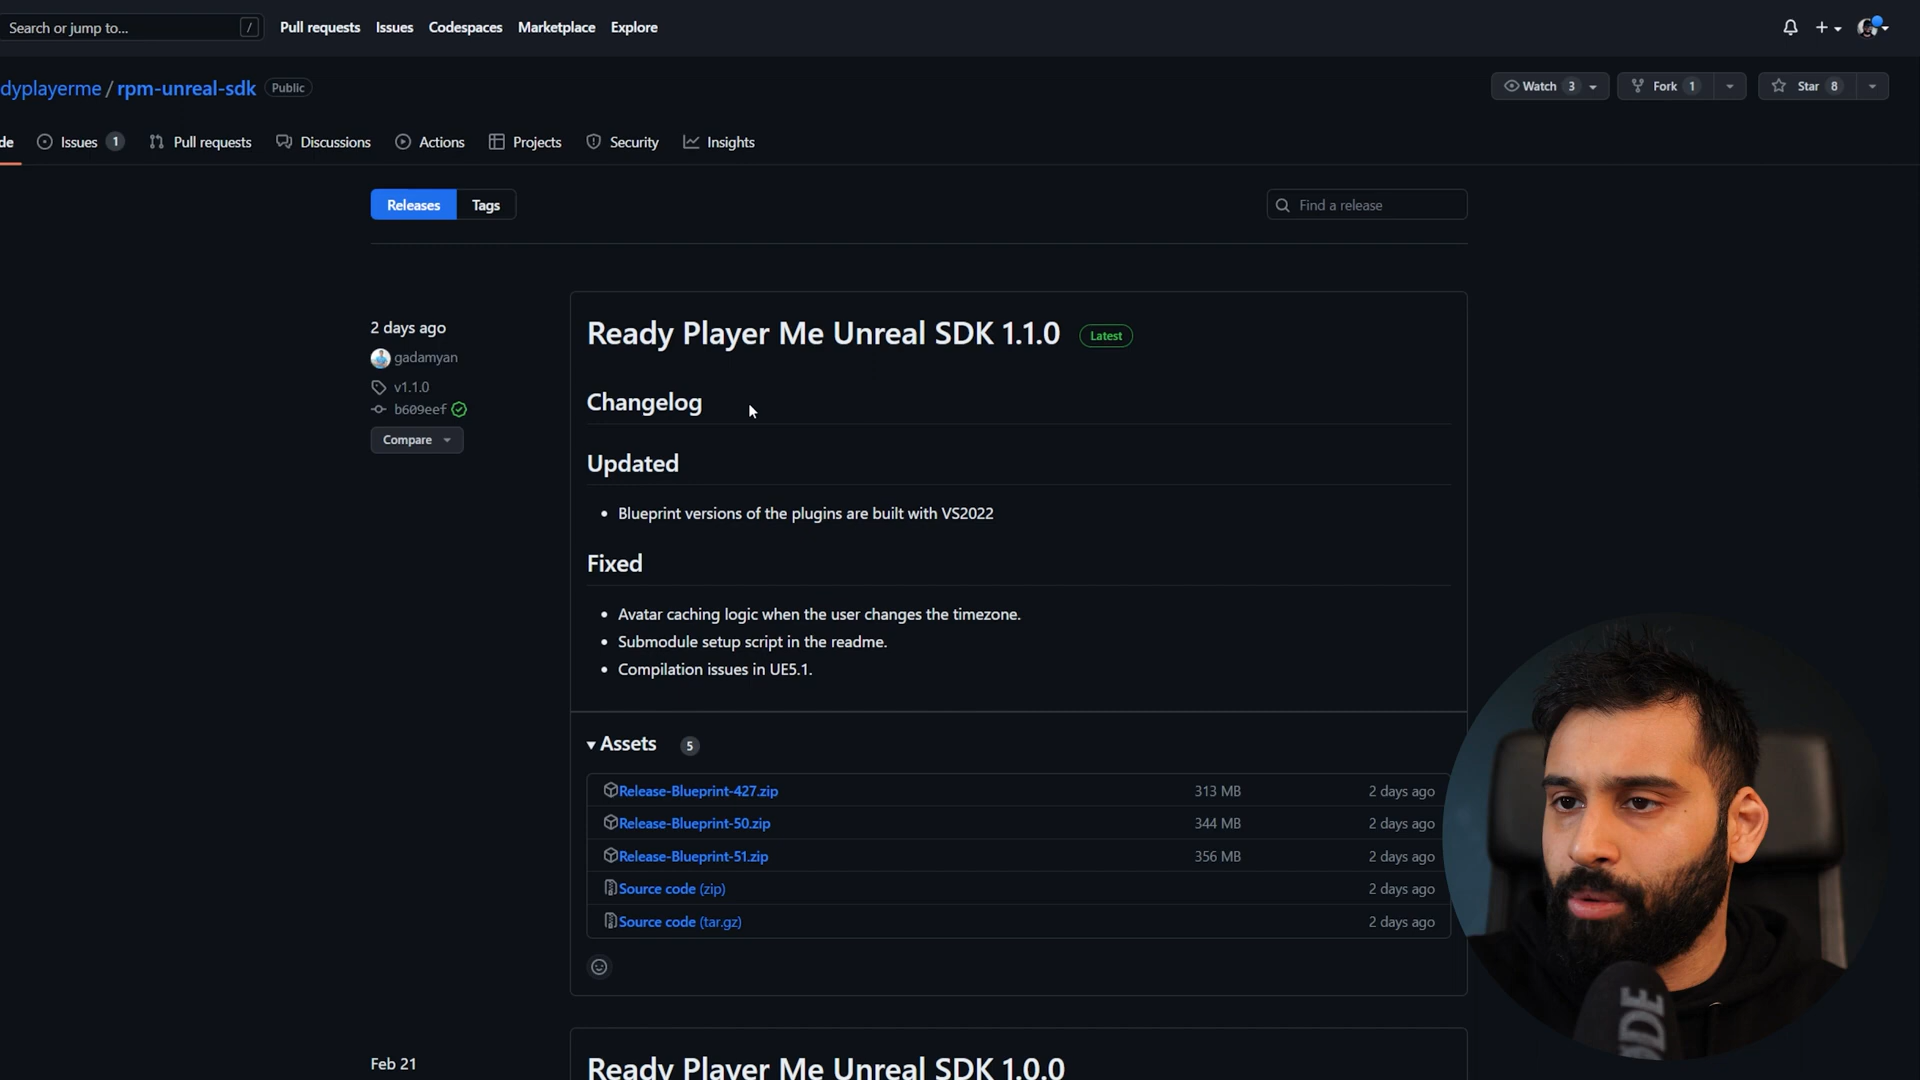 Search or jump to... /
Pull requests Issues Codespaces Marketplace Explore
dyplayerme / rpm-unreal-sdk Public
Watch 3 Fork 1 Star 8
de Issues 1 Pull requests Discussions Actions Projects Security Insights
Releases Tags
Find a release
2 days ago
gadamyan
v1.1.0
b609eef
Compare
Ready Player Me Unreal SDK 1.1.0 Latest
Changelog
Updated
• Blueprint versions of the plugins are built with VS2022
Fixed
• Avatar caching logic when the user changes the timezone.
• Submodule setup script in the readme.
• Compilation issues in UE5.1.
Assets 5
Release-Blueprint-427.zip 313 MB 2 days ago
Release-Blueprint-50.zip 344 MB 2 days ago
Release-Blueprint-51.zip 356 MB 2 days ago
Source code (zip) 2 days ago
Source code (tar.gz) 2 days ago
Feb 21
Ready Player Me Unreal SDK 1.0.0